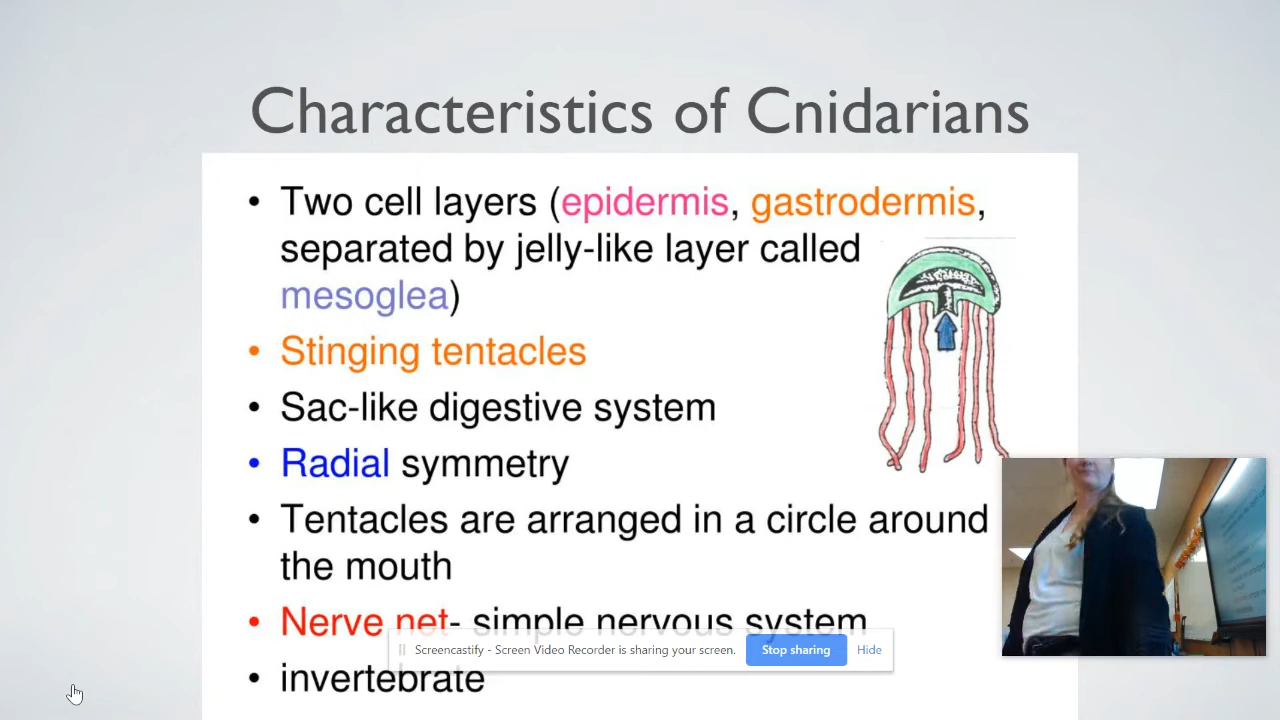 Characteristics of Cnidarians
• Two cell layers (epidermis, gastrodermis,
separated by jelly-like layer called
mesoglea)
• Stinging tentacles
• Sac-like digestive system
• Radial symmetry
• Tentacles are arranged in a circle around
the mouth
• Nerve net- simple nervous system
Screencastify - Screen Video Recorder is sharing your screen. Stop sharing Hide
• invertebrate